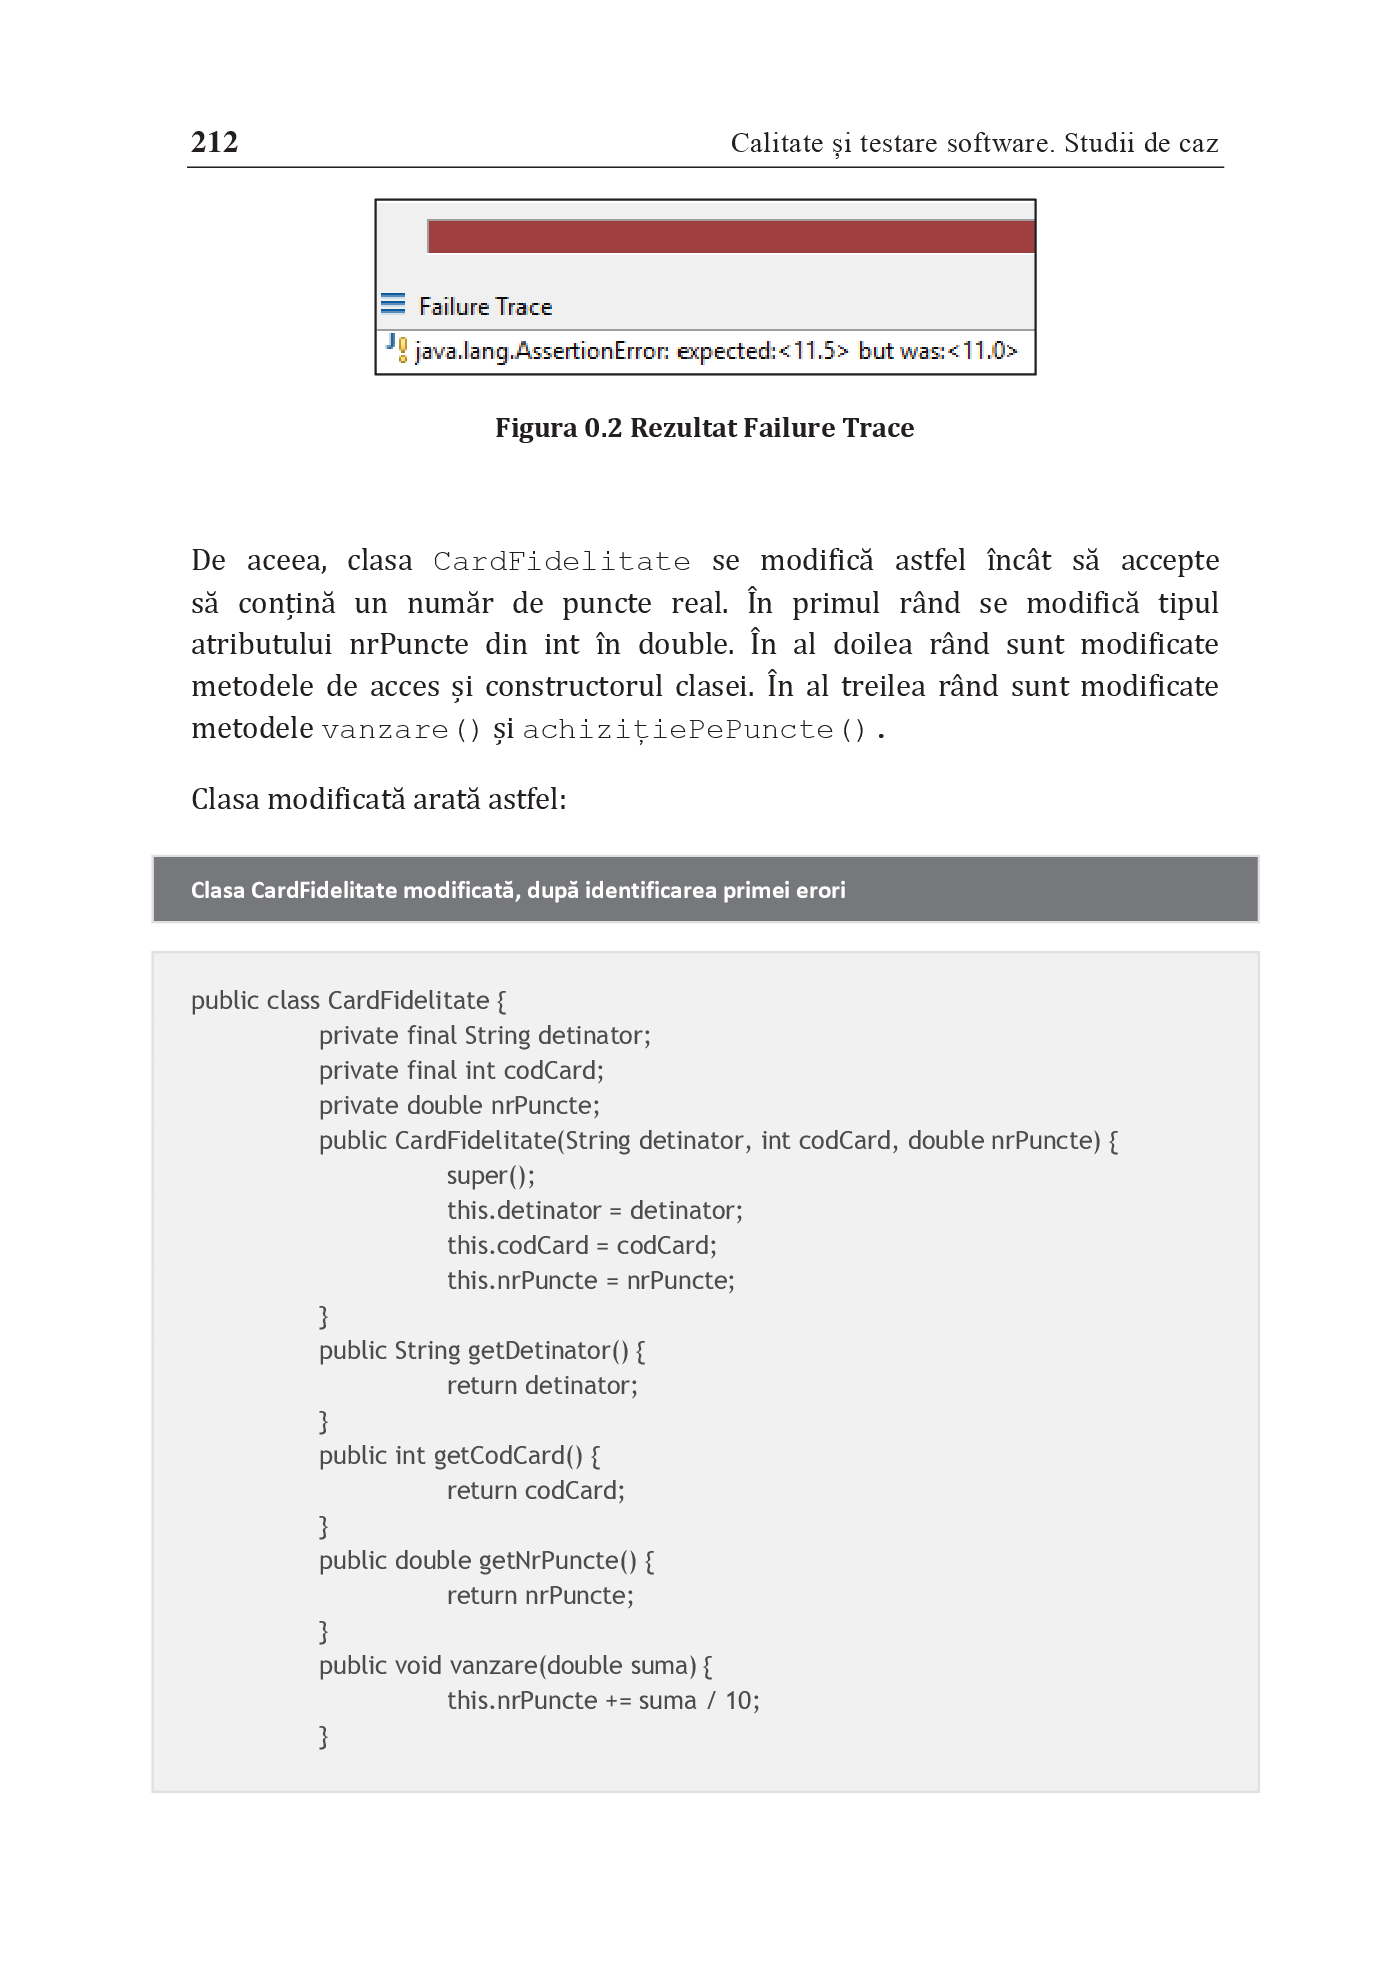 212 Calitate și testare software. Studii de caz
Failure Trace
java.lang.AssertionError: expected:<11.5> but was:<11.0>
Figura 0.2 Rezultat Failure Trace
De aceea, clasa CardFidelitate se modifică astfel încât să accepte
să conțină un număr de puncte real. În primul rând se modifică tipul
atributului nrPuncte din int în double. În al doilea rând sunt modificate
metodele de acces și constructorul clasei. În al treilea rând sunt modificate
metodele vanzare() și achizițiePePuncte().
Clasa modificată arată astfel:
Clasa CardFidelitate modificată, după identificarea primei erori
public class CardFidelitate {
private final String detinator;
private final int codCard;
private double nrPuncte;
public CardFidelitate(String detinator, int codCard, double nrPuncte) {
super();
this.detinator = detinator;
this.codCard = codCard;
this.nrPuncte = nrPuncte;
}
public String getDetinator() {
return detinator;
}
public int getCodCard() {
return codCard;
}
public double getNrPuncte() {
return nrPuncte;
}
public void vanzare(double suma) {
this.nrPuncte += suma / 10;
}